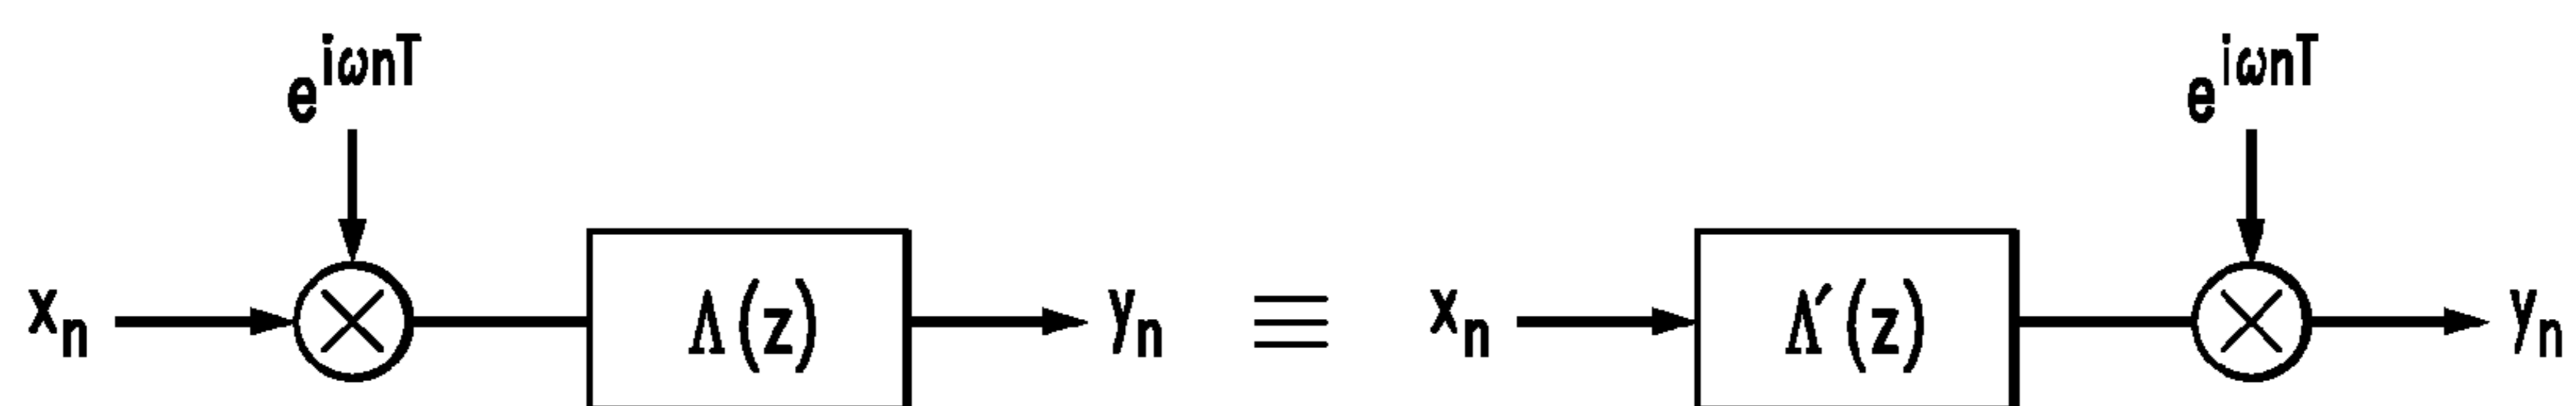 e^{iωnT} e^{iωnT}
x_n Λ(z) y_n ≡ x_n Λ′(z) y_n